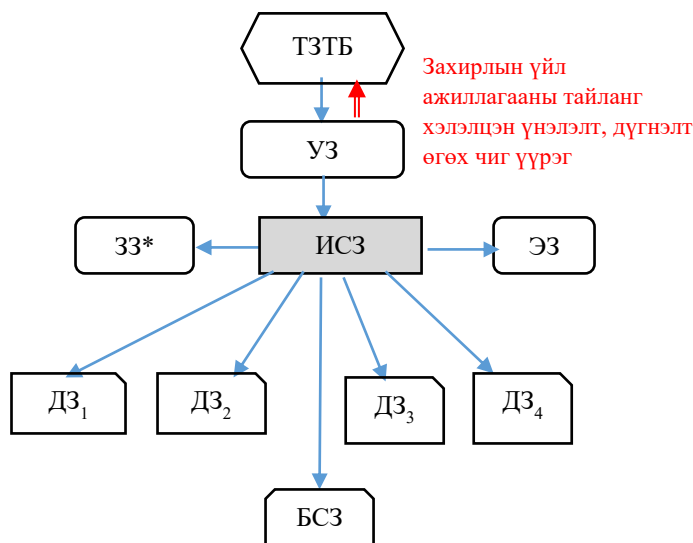 ТЗТБ
Захирлын үйл
ажиллагааны тайланг
хэлэлцэн үнэлэлт, дүгнэлт
өгөх чиг үүрэг
УЗ
ЗЗ*
ИСЗ
ЭЗ
ДЗ1
ДЗ2
ДЗ3
ДЗ4
БСЗ